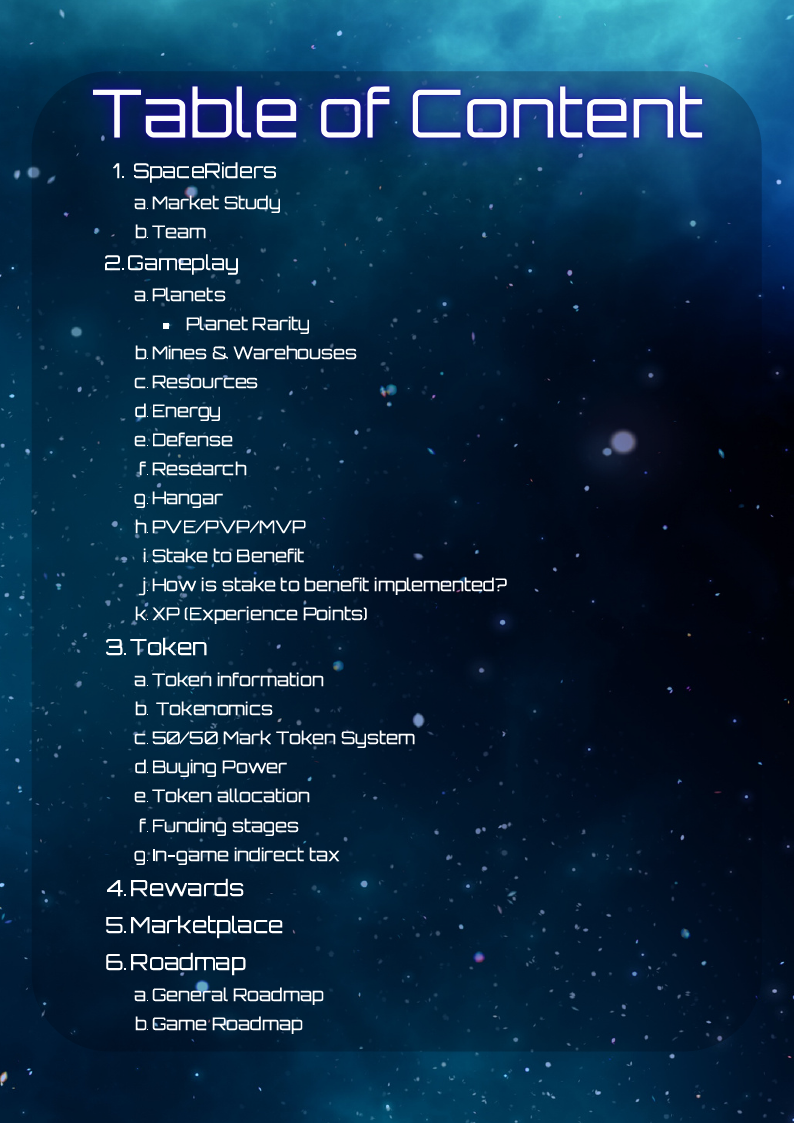 Table of Content
1. SpaceRiders
a. Market Study
b. Team
2. Gameplay
a. Planets
▪ Planet Rarity
b. Mines & Warehouses
c. Resources
d. Energy
e. Defense
f. Research
g. Hangar
h. PVE/PVP/MVP
i. Stake to Benefit
j. How is stake to benefit implemented?
k. XP (Experience Points)
3. Token
a. Token information
b. Tokenomics
c. 50/50 Mark Token System
d. Buying Power
e. Token allocation
f. Funding stages
g. In-game indirect tax
4. Rewards
5. Marketplace
6. Roadmap
a. General Roadmap
b. Game Roadmap